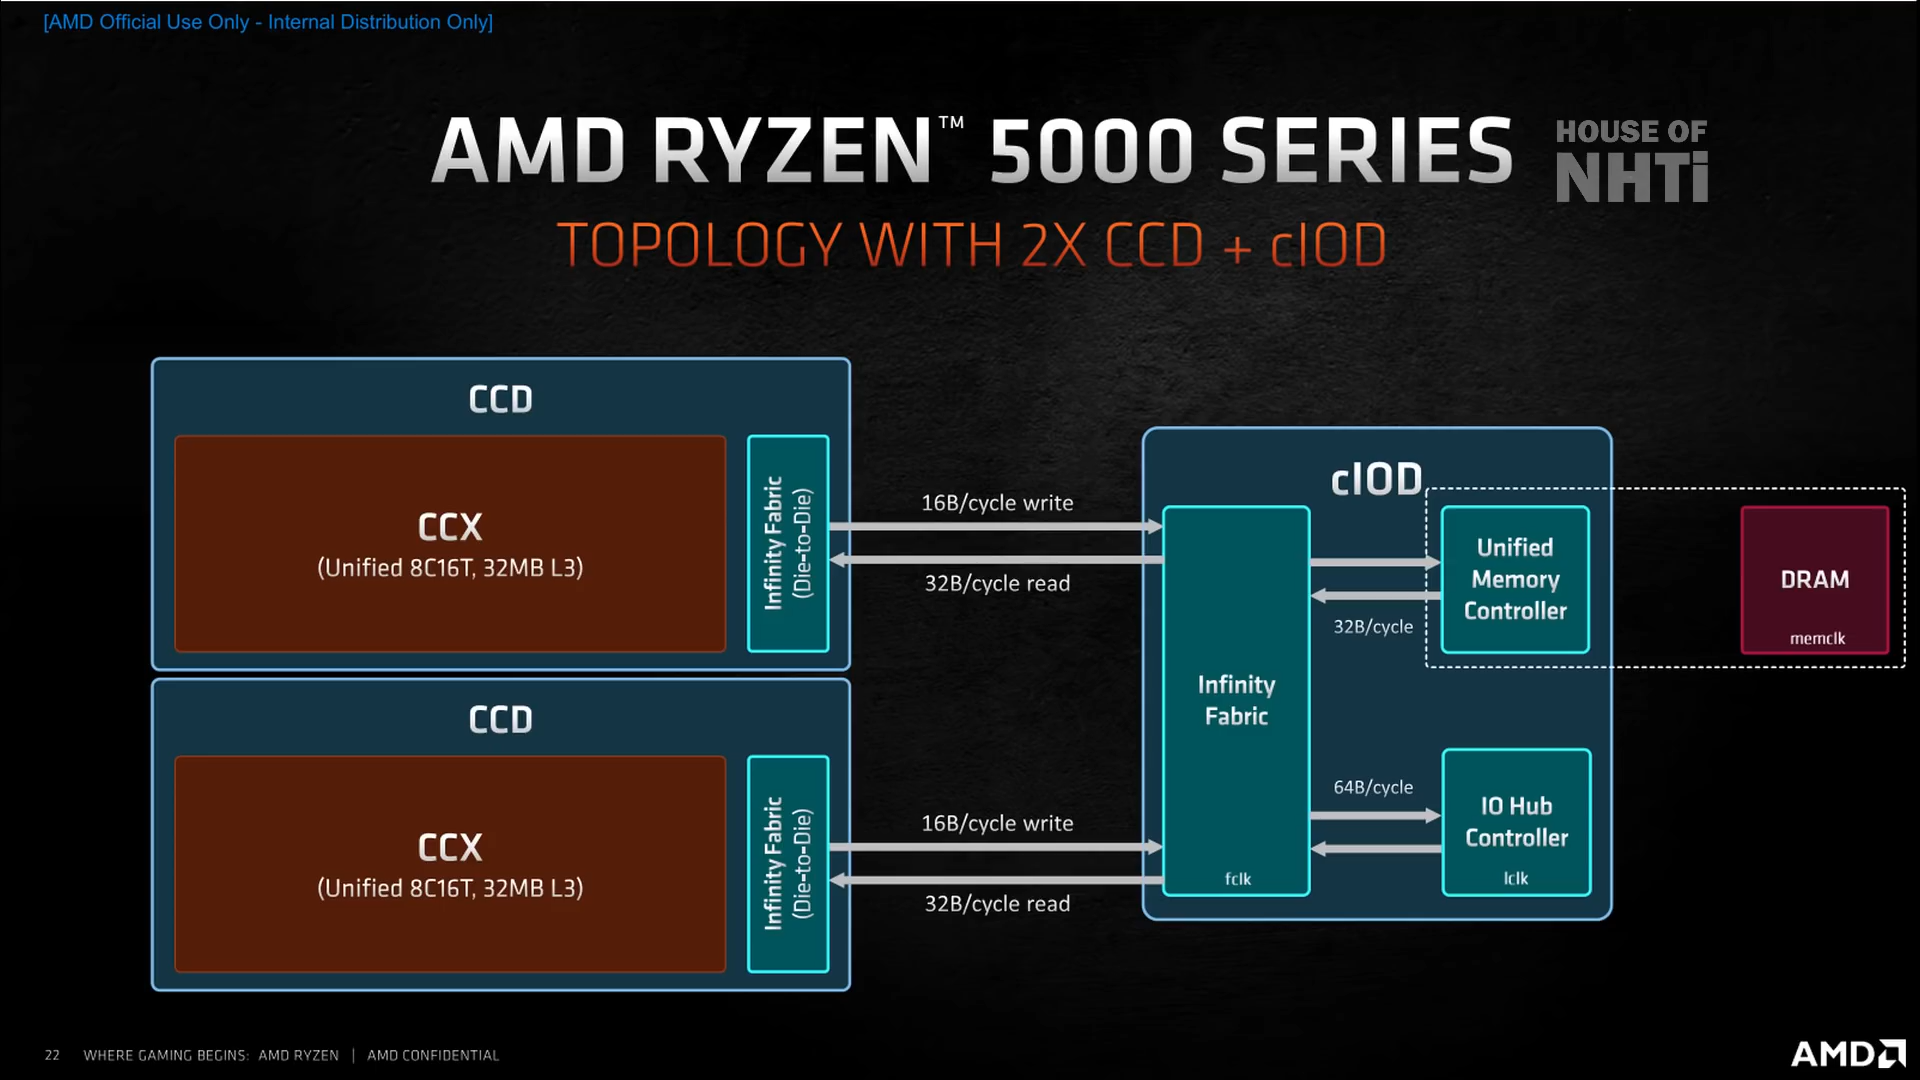 [AMD Official Use Only - Internal Distribution Only]
AMD RYZEN™ 5000 SERIES
HOUSE OF
NHTi
TOPOLOGY WITH 2X CCD + cIOD
CCD
CCX
(Unified 8C16T, 32MB L3)
Infinity Fabric
(Die-to-Die)
16B/cycle write
32B/cycle read
CCD
CCX
(Unified 8C16T, 32MB L3)
Infinity Fabric
(Die-to-Die)
16B/cycle write
32B/cycle read
cIOD
Infinity
Fabric
fclk
32B/cycle
64B/cycle
Unified
Memory
Controller
IO Hub
Controller
lclk
DRAM
memclk
22 WHERE GAMING BEGINS: AMD RYZEN | AMD CONFIDENTIAL
AMD